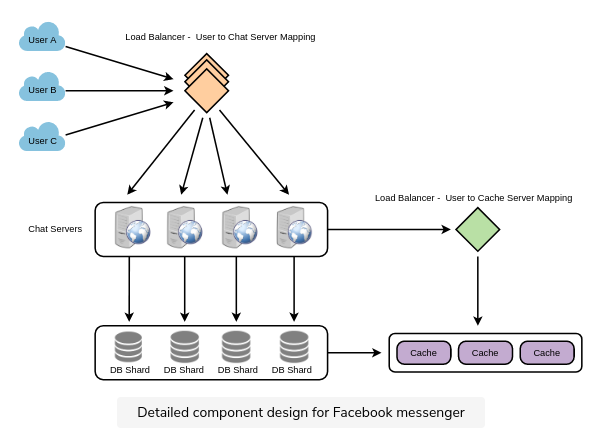 User A
Load Balancer - User to Chat Server Mapping
User B
User C
Load Balancer - User to Cache Server Mapping
Chat Servers
Cache Cache Cache
DB Shard DB Shard DB Shard DB Shard
Detailed component design for Facebook messenger